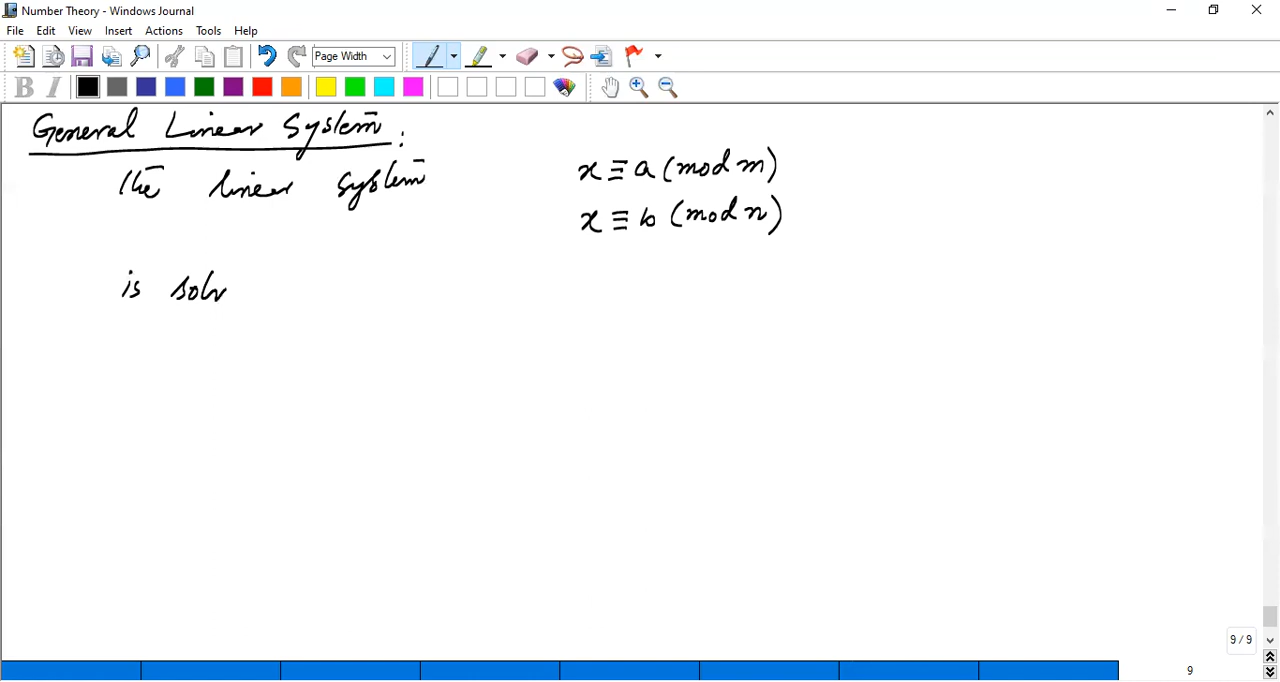 Number Theory - Windows Journal
File Edit View Insert Actions Tools Help
Page Width
B I
General Linear System:
The linear system
x ≡ a (mod m)
x ≡ b (mod n)
is solv
9 / 9
9